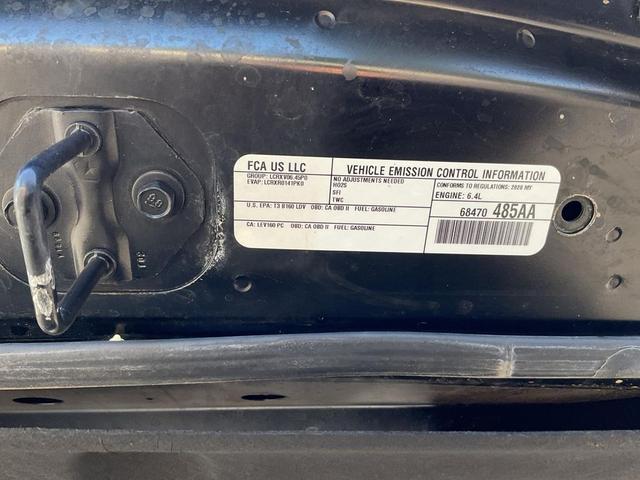 FCA US LLC
VEHICLE EMISSION CONTROL INFORMATION
GROUP: LCRXV06.45P0
EVAP: LCRXR0141PK0
NO ADJUSTMENTS NEEDED
HO2S
SFI
TWC
CONFORMS TO REGULATIONS: 2020 MY
ENGINE: 6.4L
U.S. EPA: T3 B160 LDV OBD: CA OBD II FUEL: GASOLINE
68470 485AA
CA: LEV160 PC OBD: CA OBD II FUEL: GASOLINE